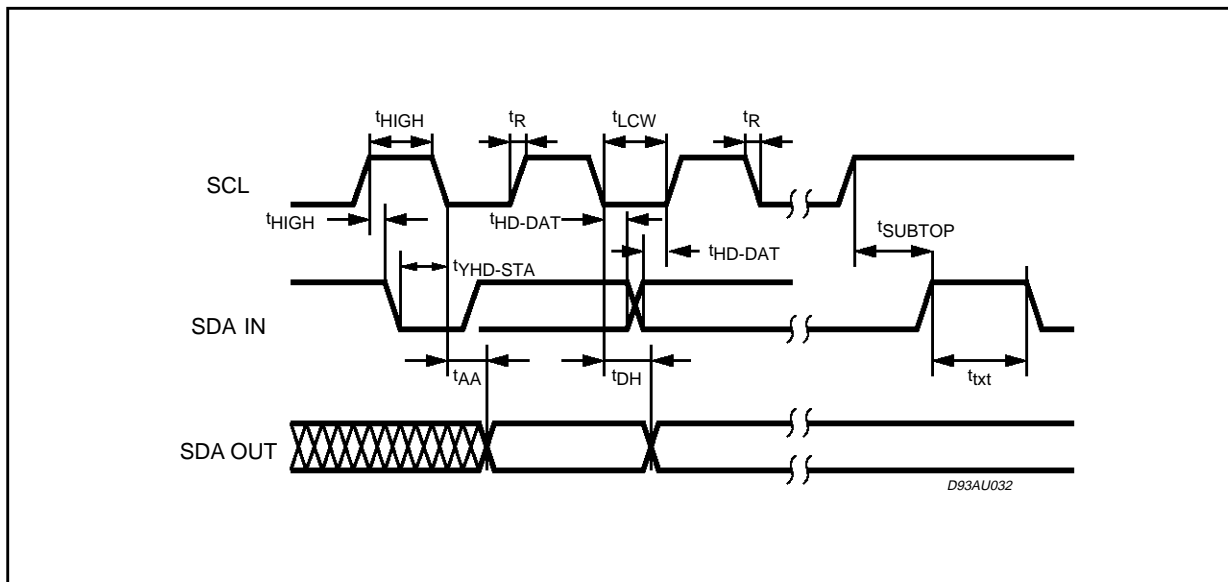 tHIGH tR tLCW tR
SCL
tHIGH tHD-DAT tSUBTOP
tHD-DAT
tYHD-STA
SDA IN
tAA tDH ttxt
SDA OUT
D93AU032